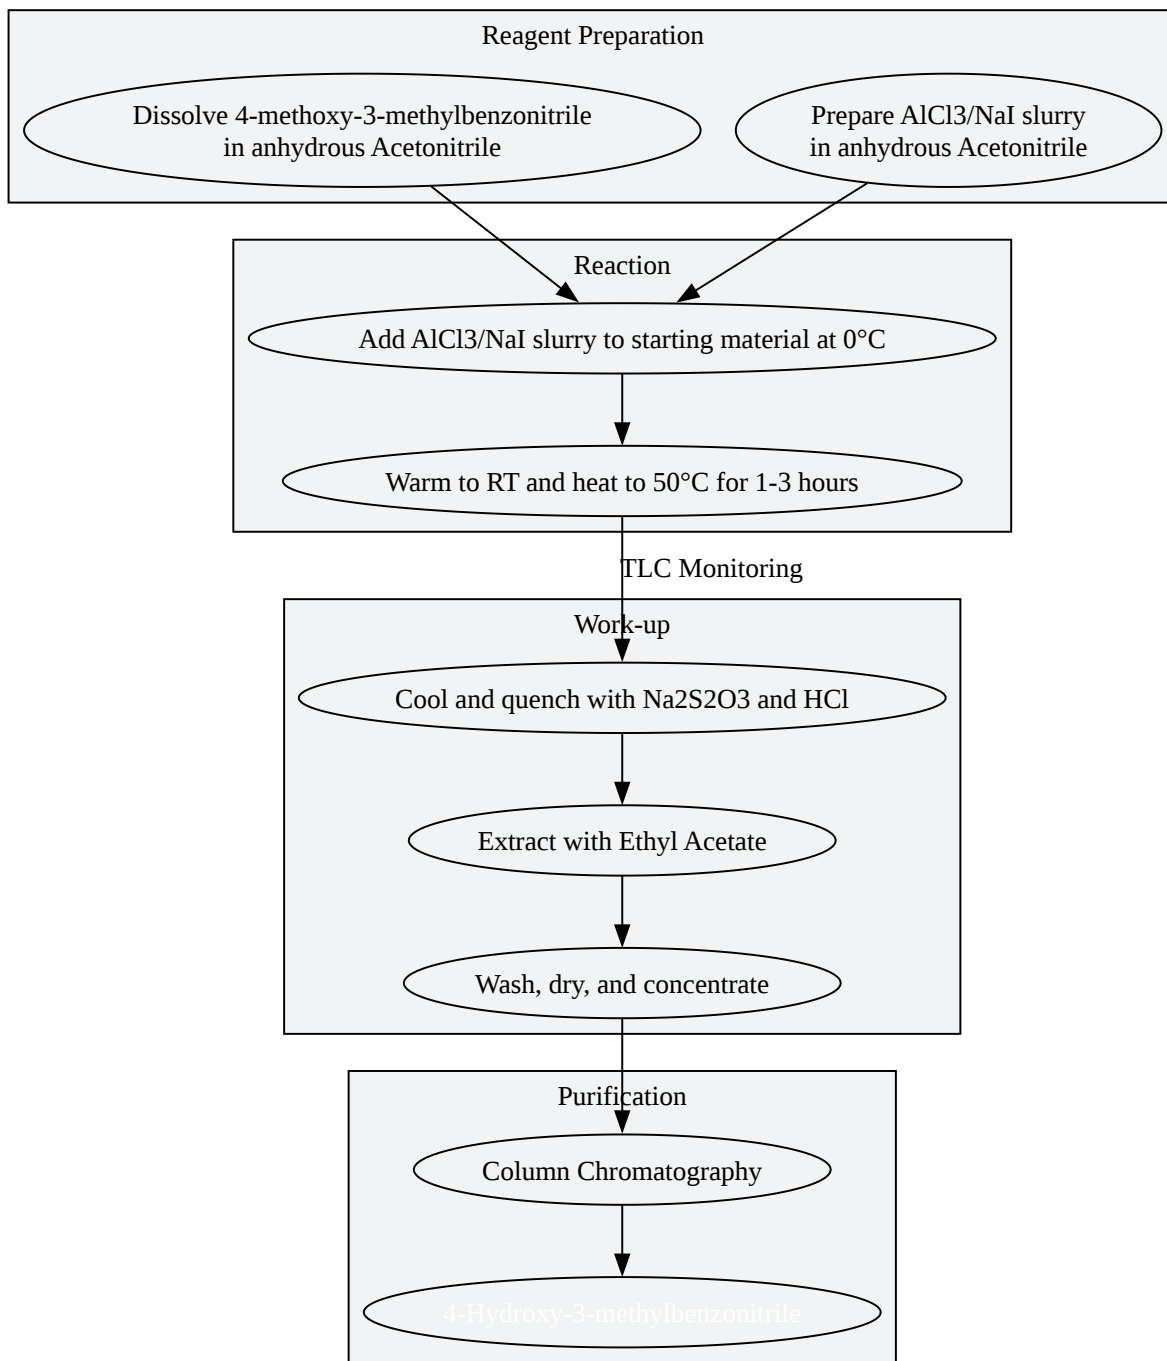 Reagent Preparation
Dissolve 4-methoxy-3-methylbenzonitrile
in anhydrous Acetonitrile
Prepare AlCl3/NaI slurry
in anhydrous Acetonitrile
Reaction
Add AlCl3/NaI slurry to starting material at 0°C
Warm to RT and heat to 50°C for 1-3 hours
TLC Monitoring
Work-up
Cool and quench with Na2S2O3 and HCl
Extract with Ethyl Acetate
Wash, dry, and concentrate
Purification
Column Chromatography
4-Hydroxy-3-methylbenzonitrile